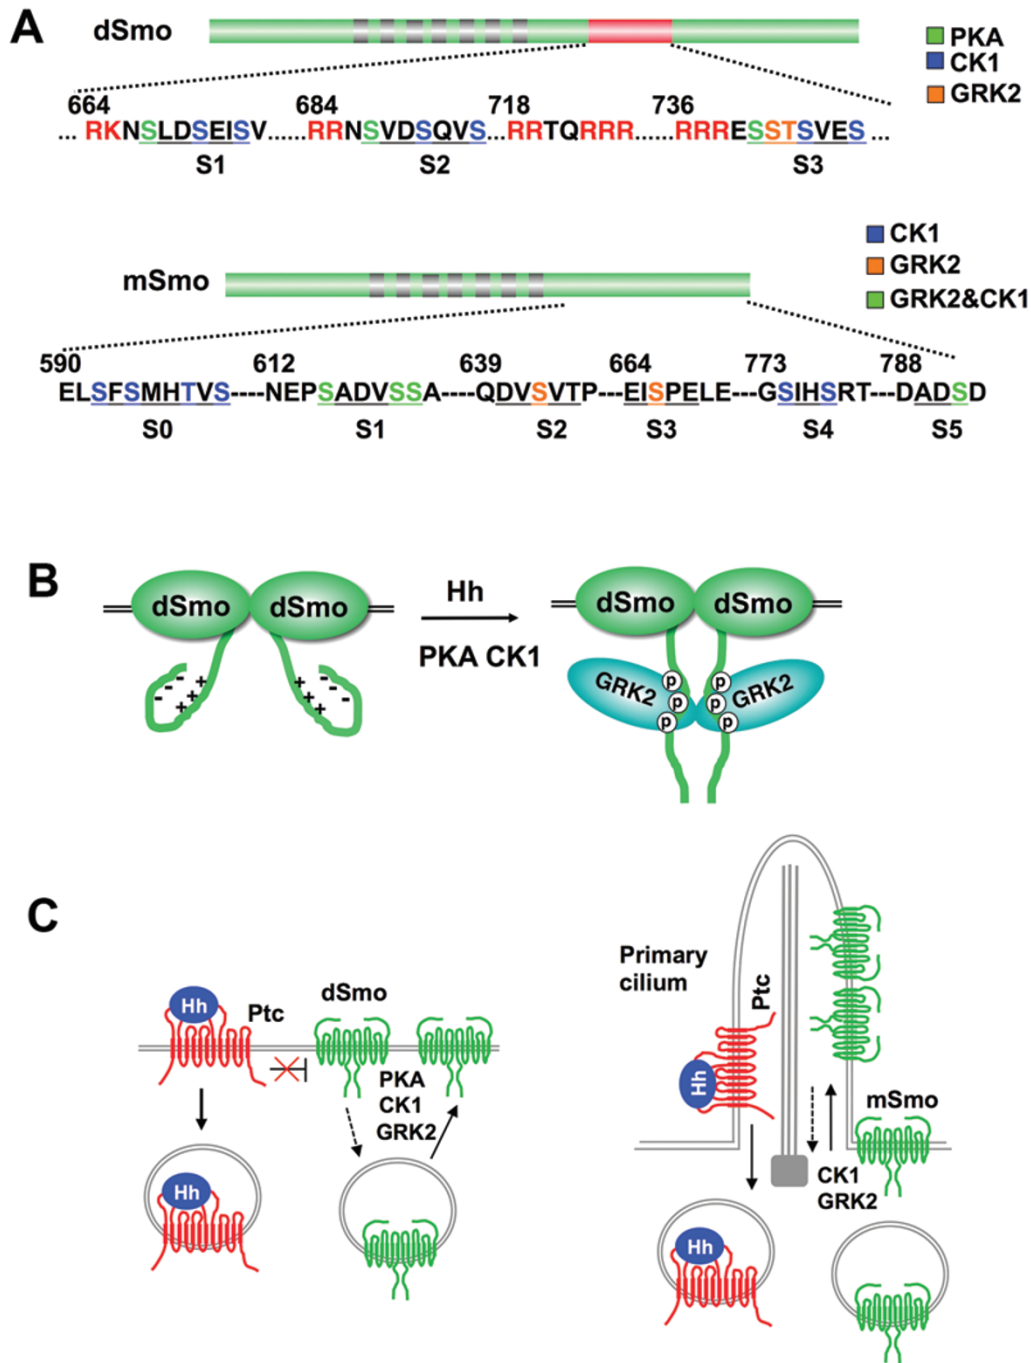 A
dSmo
PKA
CK1
GRK2
664 684 718 736
... RKNSLDSEISV......RRNSVDSQVS...RRTQRRR.....RRRESSTSVES ...
S1 S2 S3
CK1
GRK2
GRK2&CK1
mSmo
590 612 639 664 773 788
ELSFSMHTVS----NEPSADVSSA----QDVSVTP---EISPELE---GSIHSRT---DADSD
S0 S1 S2 S3 S4 S5
B
dSmo dSmo
- - - + + + +
+ + + + - - -
Hh
PKA CK1
dSmo dSmo
GRK2 GRK2
p p
p p
p p
C
Hh
Ptc
dSmo
PKA
CK1
GRK2
Hh
Primary
cilium
Ptc
Hh
mSmo
CK1
GRK2
Hh